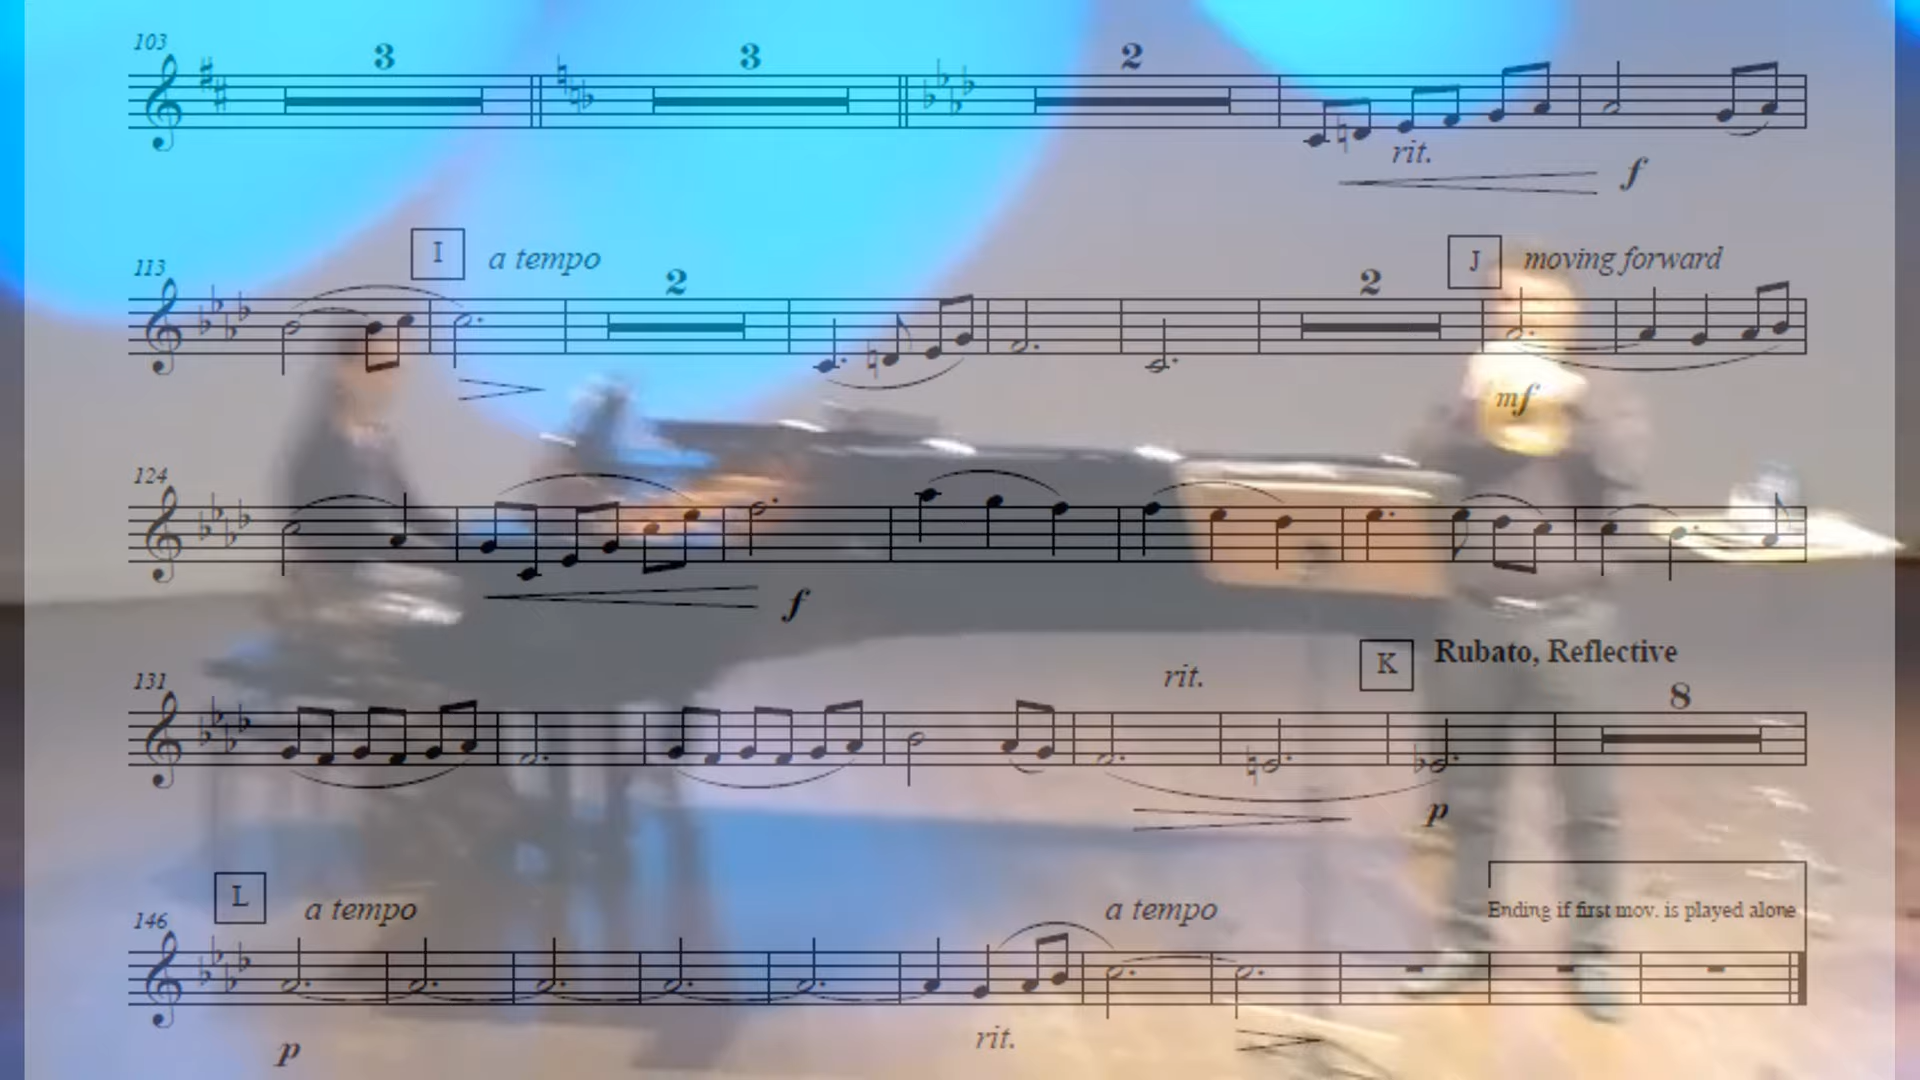 103
3 3 2
rit.
f
113
I a tempo
2 2
J moving forward
mf
124
f
131
rit.
K Rubato, Reflective
8
p
146
L a tempo
a tempo
Ending if first mov. is played alone
p
rit.